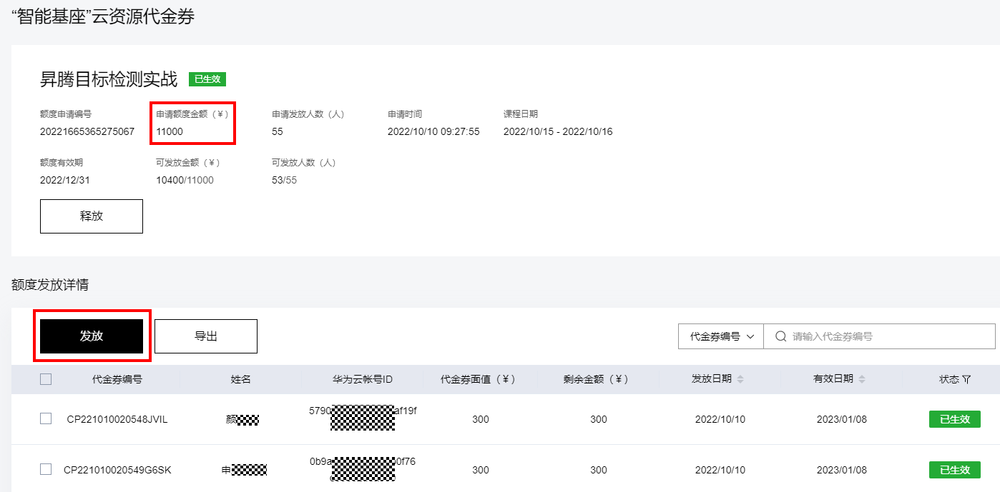 “智能基座”云资源代金券
昇腾目标检测实战 已生效
额度申请编号 申请额度金额（¥） 申请发放人数（人） 申请时间 课程日期
20221665365275067 11000 55 2022/10/10 09:27:55 2022/10/15 - 2022/10/16
额度有效期 可发放金额（¥） 可发放人数（人）
2022/12/31 10400/11000 53/55
释放
额度发放详情
发放 导出 代金券编号 请输入代金券编号
代金券编号 姓名 华为云帐号ID 代金券面值（¥） 剩余金额（¥） 发放日期 有效日期 状态
CP221010020548JVIL 颜 5790 af19f 300 300 2022/10/10 2023/01/08 已生效
CP221010020549G6SK 申 0b9a 0f76 300 300 2022/10/10 2023/01/08 已生效